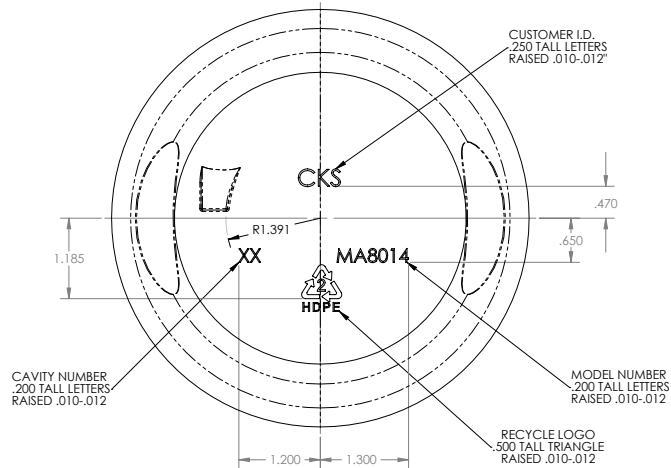 CUSTOMER I.D.
.250 TALL LETTERS
RAISED .010-.012"
CKS
.470
R1.391
.650
1.185
XX
MA8014
2
HDPE
CAVITY NUMBER
.200 TALL LETTERS
RAISED .010-.012
MODEL NUMBER
.200 TALL LETTERS
RAISED .010-.012
RECYCLE LOGO
.500 TALL TRIANGLE
RAISED .010-.012
1.200
1.300